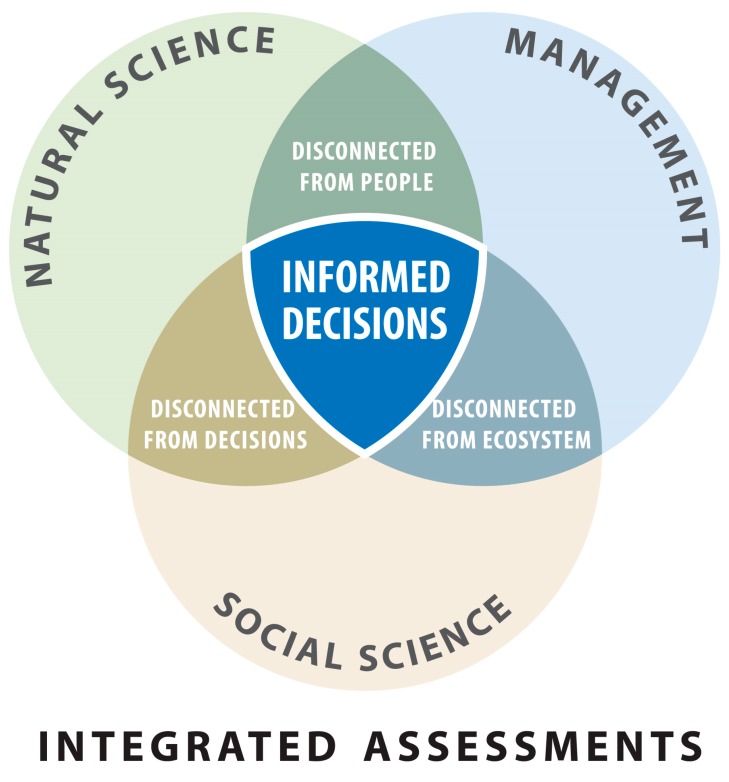 NATURAL SCIENCE
MANAGEMENT
DISCONNECTED
FROM PEOPLE
INFORMED
DECISIONS
DISCONNECTED
FROM DECISIONS
DISCONNECTED
FROM ECOSYSTEM
SOCIAL SCIENCE
INTEGRATED ASSESSMENTS